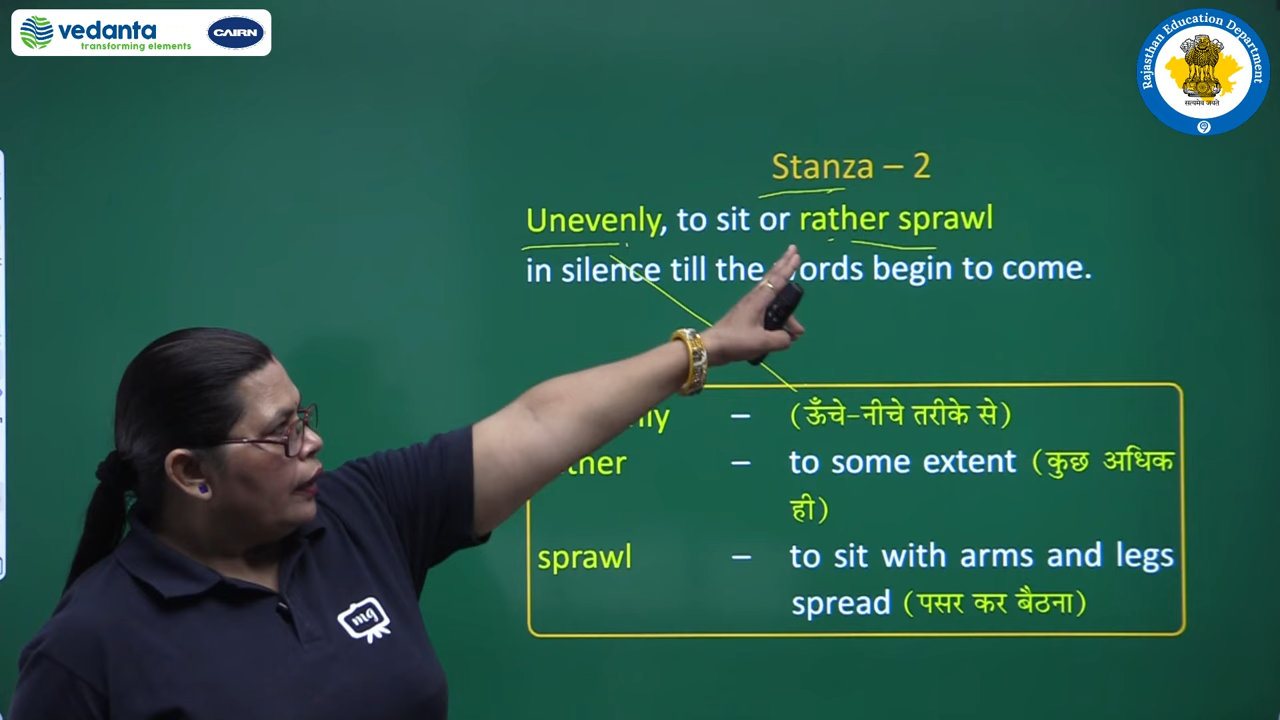 vedanta
transforming elements
CAIRN
Rajasthan Education Department
सत्यमेव जयते
Stanza – 2
Unevenly, to sit or rather sprawl
in silence till the words begin to come.
– (ऊँचे-नीचे तरीके से)
– to some extent (कुछ अधिक
ही)
sprawl – to sit with arms and legs
spread (पसर कर बैठना)
mg